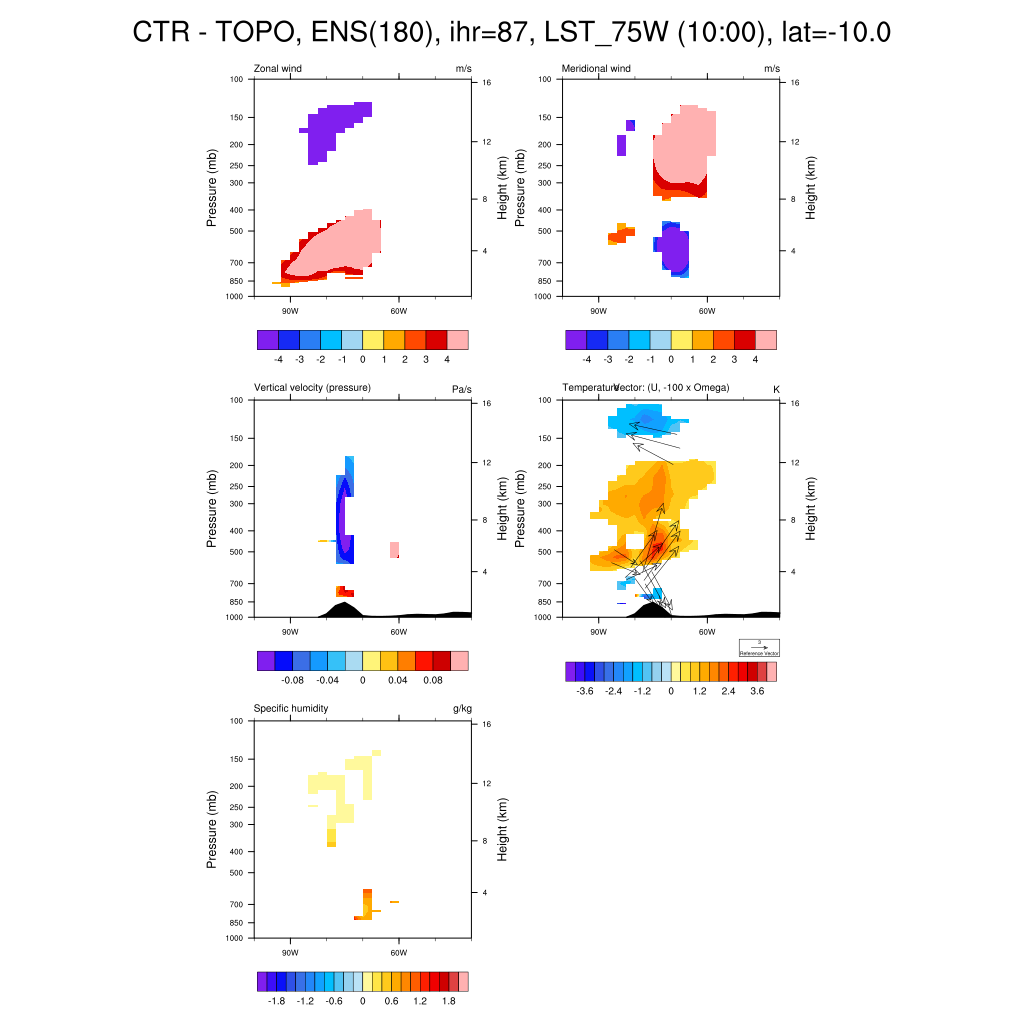 CTR - TOPO, ENS(180), ihr=87, LST_75W (10:00), lat=-10.0
Zonal wind m/s
100
150
200
250
300
400
500
700
850
1000
Pressure (mb)
16
12
8
4
Height (km)
90W 60W
-4 -3 -2 -1 0 1 2 3 4
Meridional wind m/s
100
150
200
250
300
400
500
700
850
1000
Pressure (mb)
16
12
8
4
Height (km)
90W 60W
-4 -3 -2 -1 0 1 2 3 4
Vertical velocity (pressure) Pa/s
100
150
200
250
300
400
500
700
850
1000
Pressure (mb)
16
12
8
4
Height (km)
90W 60W
-0.08 -0.04 0 0.04 0.08
Temperature Vector: (U, -100 x Omega) K
100
150
200
250
300
400
500
700
850
1000
Pressure (mb)
16
12
8
4
Height (km)
90W 60W
3
Reference Vector
-3.6 -2.4 -1.2 0 1.2 2.4 3.6
Specific humidity g/kg
100
150
200
250
300
400
500
700
850
1000
Pressure (mb)
16
12
8
4
Height (km)
90W 60W
-1.8 -1.2 -0.6 0 0.6 1.2 1.8